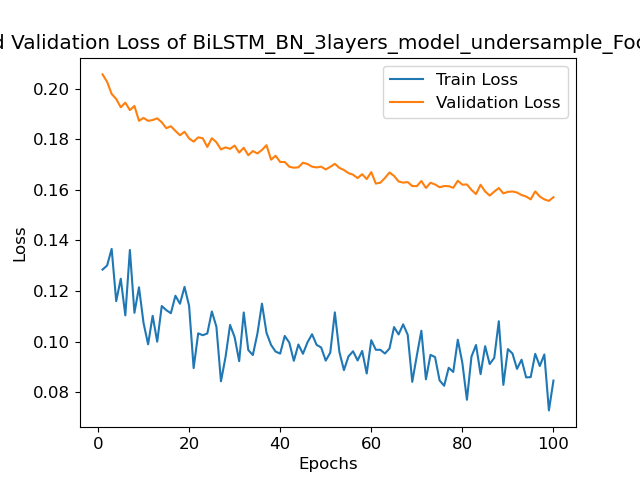 Validation Loss of BiLSTM_BN_3layers_model_undersample_Foc
Train Loss
Validation Loss
0.20
0.18
0.16
0.14
0.12
0.10
0.08
Loss
0 20 40 60 80 100
Epochs